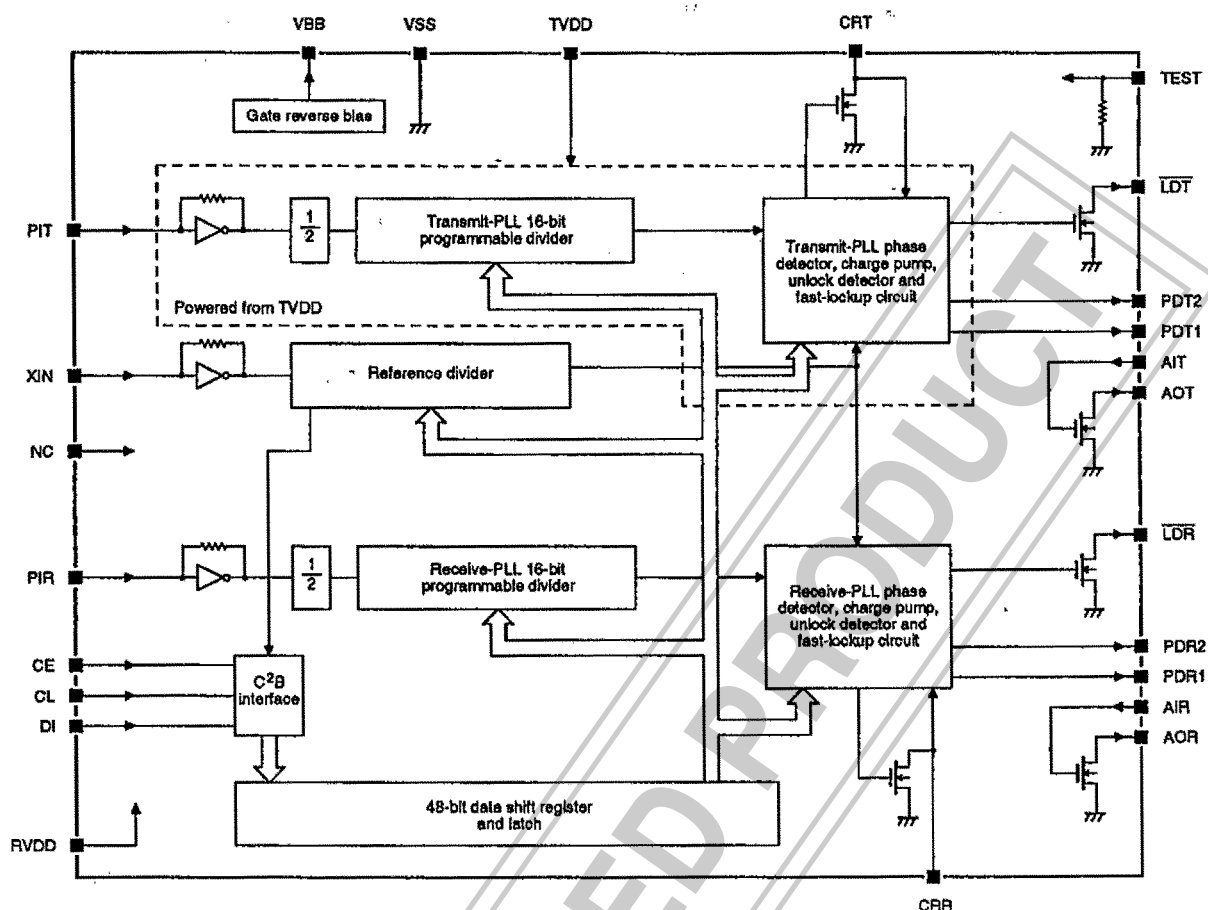 VBB
VSS
TVDD
CRT
TEST
Gate reverse bias
LDT
PIT
1
2
Transmit-PLL 16-bit
programmable divider
Transmit-PLL phase
detector, charge pump,
unlock detector and
fast-lockup circuit
PDT2
Powered from TVDD
PDT1
XIN
Reference divider
AIT
AOT
NC
LDR
PIR
1
2
Receive-PLL 16-bit
programmable divider
Receive-PLL phase
detector, charge pump,
unlock detector and
fast-lockup circuit
PDR2
CE
C²B
interface
PDR1
CL
AIR
DI
AOR
48-bit data shift register
and latch
RVDD
CRR
ED PRODUCT